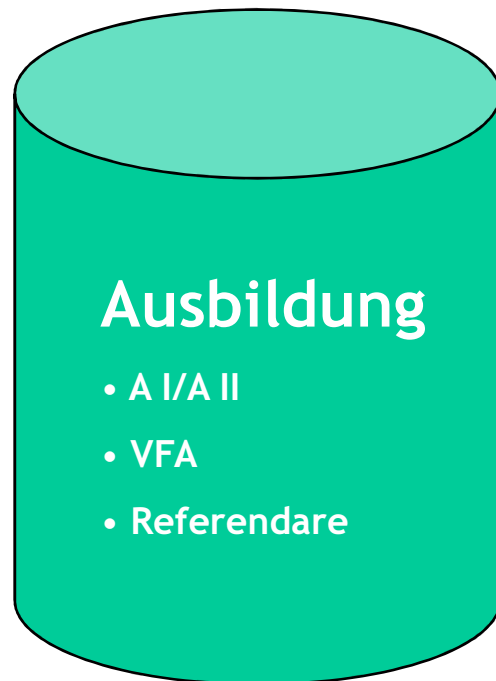 Ausbildung
• A I/A II
• VFA
• Referendare